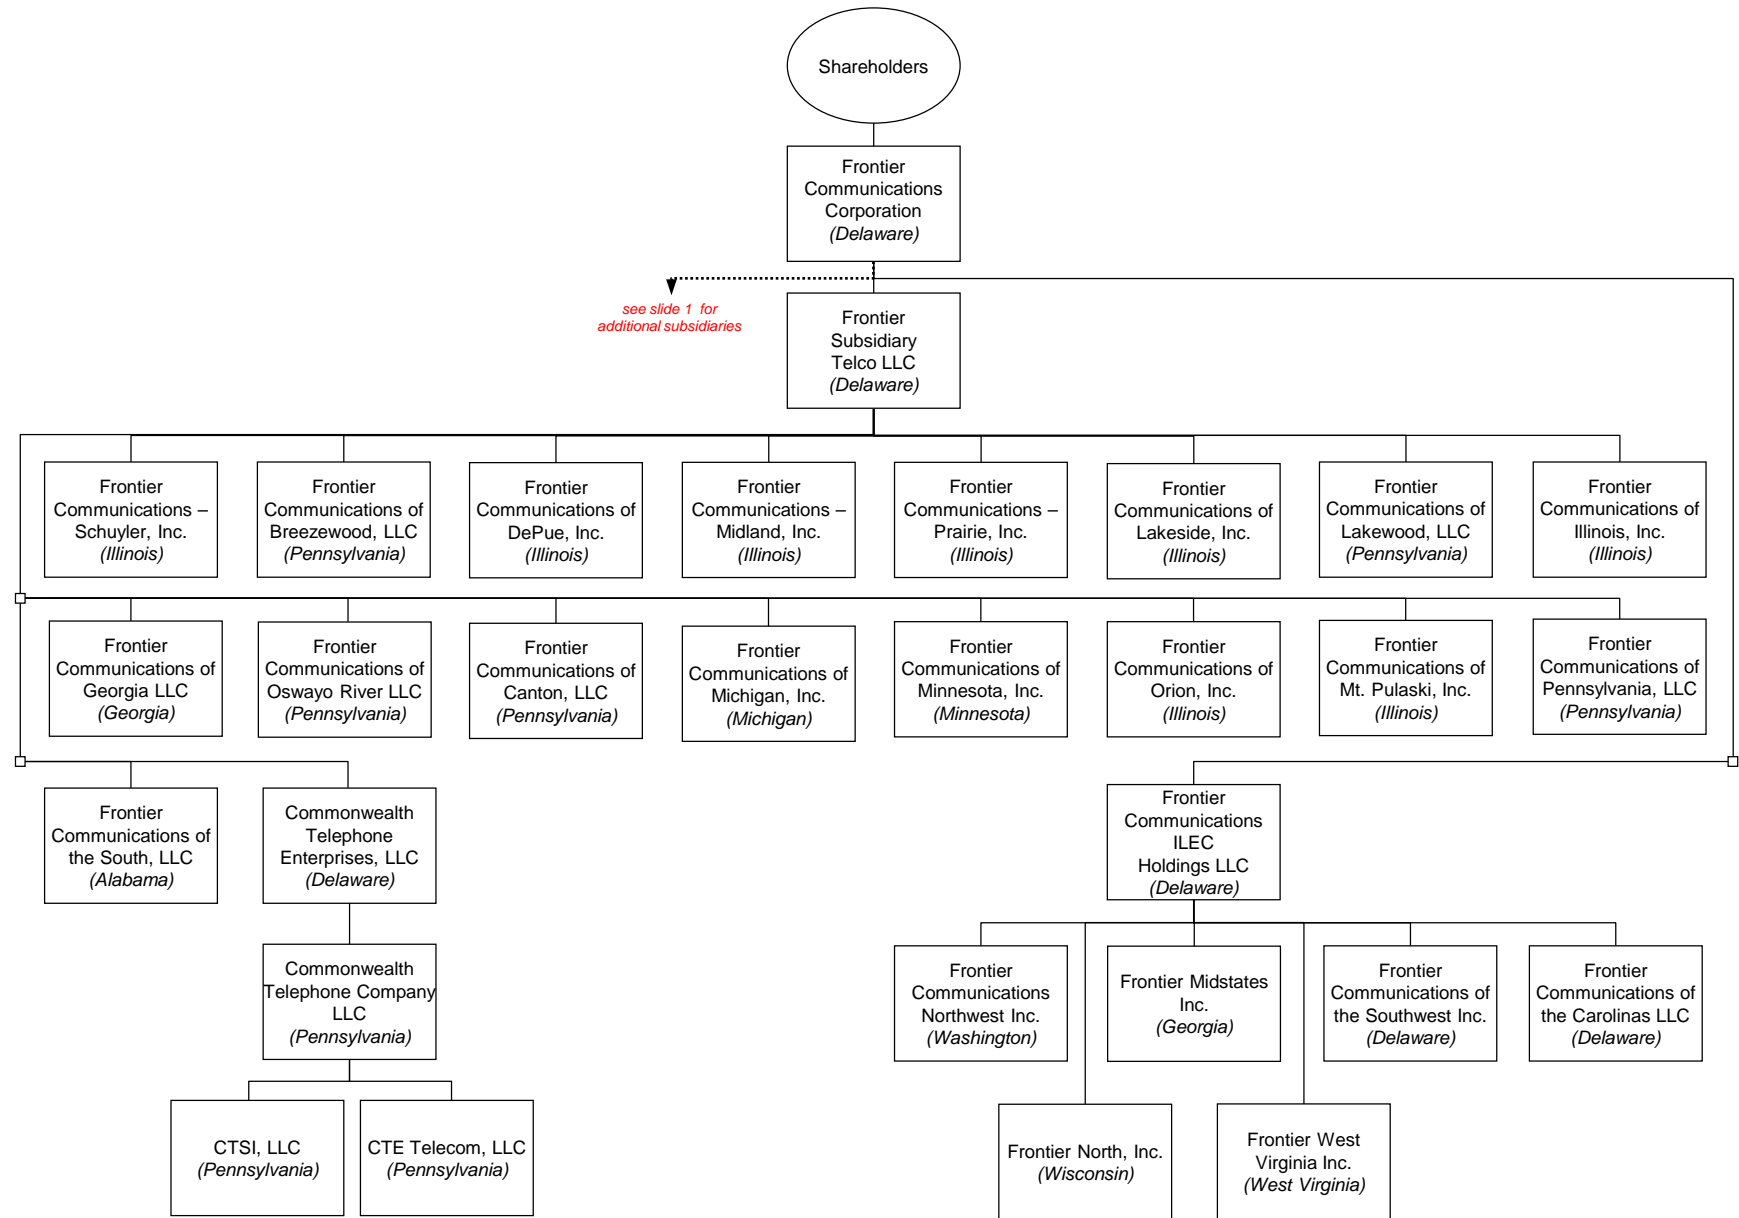 Shareholders
Frontier
Communications
Corporation
(Delaware)
see slide 1 for
additional subsidiaries
Frontier
Subsidiary
Telco LLC
(Delaware)
Frontier
Communications –
Schuyler, Inc.
(Illinois)
Frontier
Communications of
Breezewood, LLC
(Pennsylvania)
Frontier
Communications of
DePue, Inc.
(Illinois)
Frontier
Communications –
Midland, Inc.
(Illinois)
Frontier
Communications –
Prairie, Inc.
(Illinois)
Frontier
Communications of
Lakeside, Inc.
(Illinois)
Frontier
Communications of
Lakewood, LLC
(Pennsylvania)
Frontier
Communications of
Illinois, Inc.
(Illinois)
Frontier
Communications of
Georgia LLC
(Georgia)
Frontier
Communications of
Oswayo River LLC
(Pennsylvania)
Frontier
Communications of
Canton, LLC
(Pennsylvania)
Frontier
Communications of
Michigan, Inc.
(Michigan)
Frontier
Communications of
Minnesota, Inc.
(Minnesota)
Frontier
Communications of
Orion, Inc.
(Illinois)
Frontier
Communications of
Mt. Pulaski, Inc.
(Illinois)
Frontier
Communications of
Pennsylvania, LLC
(Pennsylvania)
Frontier
Communications of
the South, LLC
(Alabama)
Commonwealth
Telephone
Enterprises, LLC
(Delaware)
Frontier
Communications
ILEC
Holdings LLC
(Delaware)
Commonwealth
Telephone Company
LLC
(Pennsylvania)
Frontier
Communications
Northwest Inc.
(Washington)
Frontier Midstates
Inc.
(Georgia)
Frontier
Communications of
the Southwest Inc.
(Delaware)
Frontier
Communications of
the Carolinas LLC
(Delaware)
CTSI, LLC
(Pennsylvania)
CTE Telecom, LLC
(Pennsylvania)
Frontier North, Inc.
(Wisconsin)
Frontier West
Virginia Inc.
(West Virginia)